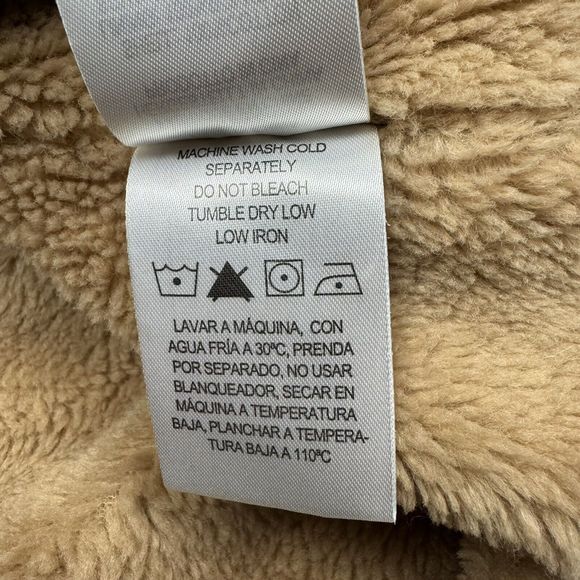 MACHINE WASH COLD
SEPARATELY
DO NOT BLEACH
TUMBLE DRY LOW
LOW IRON
LAVAR A MÁQUINA, CON
AGUA FRÍA A 30ºC, PRENDA
POR SEPARADO, NO USAR
BLANQUEADOR, SECAR EN
MÁQUINA A TEMPERATURA
BAJA, PLANCHAR A TEMPERA-
TURA BAJA A 110ºC